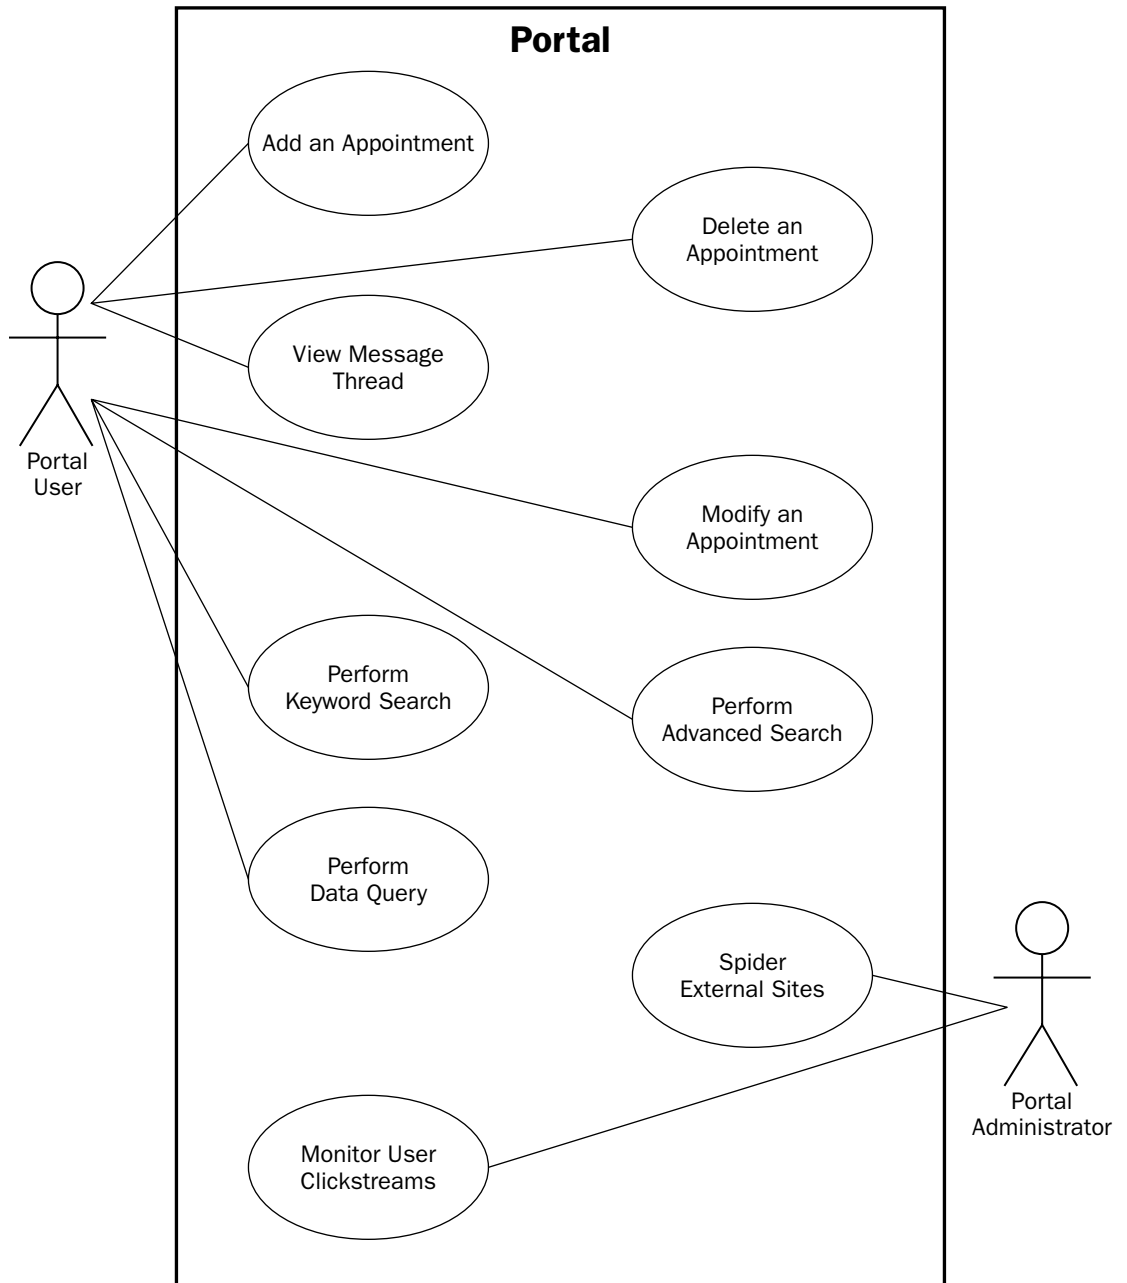 Portal
Add an Appointment
Delete an
Appointment
View Message
Thread
Portal
User
Modify an
Appointment
Perform
Keyword Search
Perform
Advanced Search
Perform
Data Query
Spider
External Sites
Portal
Administrator
Monitor User
Clickstreams